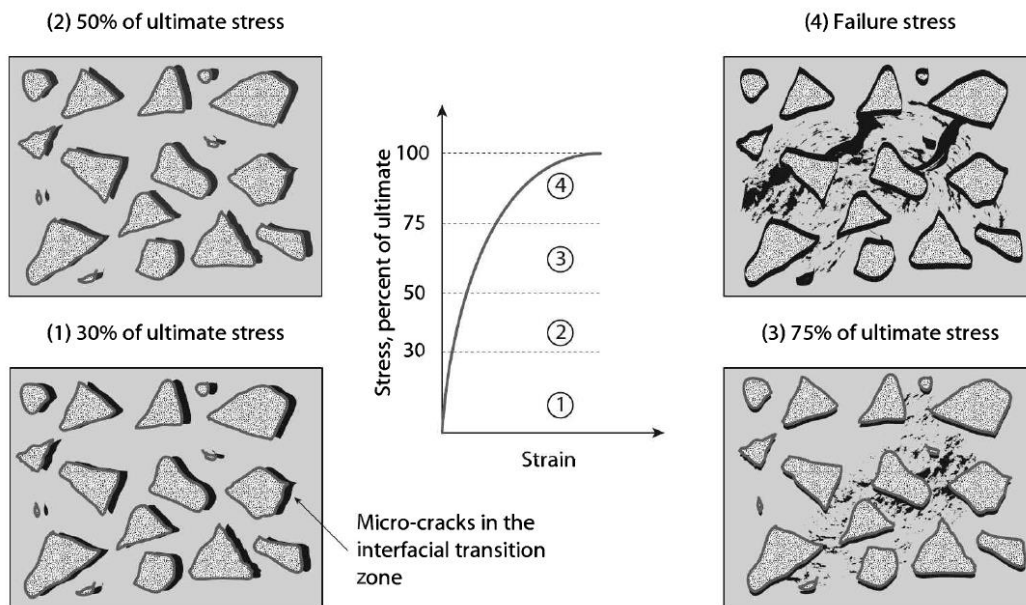 (2) 50% of ultimate stress
(4) Failure stress
Stress, percent of ultimate
100
75
50
30
④
③
②
①
Strain
(1) 30% of ultimate stress
(3) 75% of ultimate stress
Micro-cracks in the
interfacial transition
zone